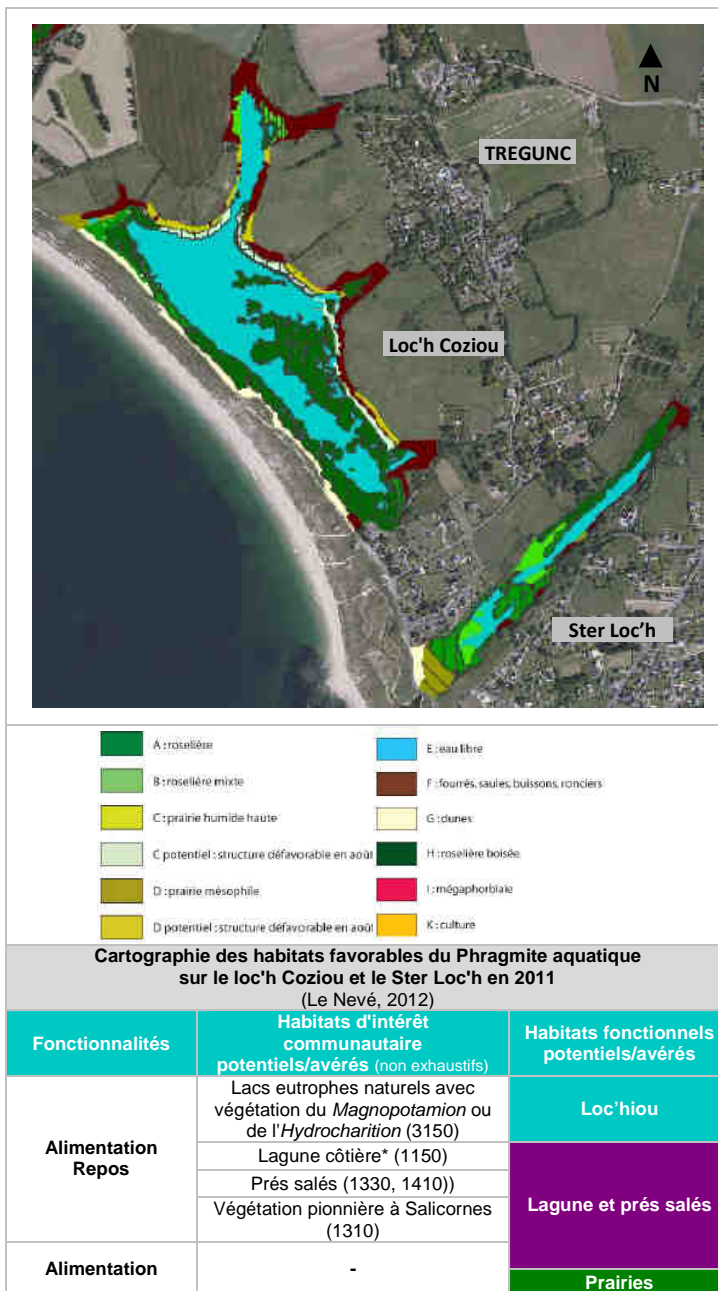 N
TREGUNC
Loc'h Coziou
Ster Loc'h
A : roselière
B : roselière mixte
C : prairie humide haute
C potentiel : structure défavorable en août
D : prairie mésophile
D potentiel : structure défavorable en août
E : eau libre
F : fourrés, saules, buissons, ronciers
G : dunes
H : roselière boisée
I : mégaphorbiaie
K : culture
Cartographie des habitats favorables du Phragmite aquatique
sur le loc'h Coziou et le Ster Loc'h en 2011
(Le Nevé, 2012)
Fonctionnalités
Habitats d'intérêt
communautaire
potentiels/avérés (non exhaustifs)
Habitats fonctionnels
potentiels/avérés
Alimentation
Repos
Lacs eutrophes naturels avec
végétation du Magnopotamion ou
de l'Hydrocharition (3150)
Loc'hiou
Lagune côtière* (1150)
Prés salés (1330, 1410))
Végétation pionnière à Salicornes
(1310)
Lagune et prés salés
Alimentation
-
Prairies